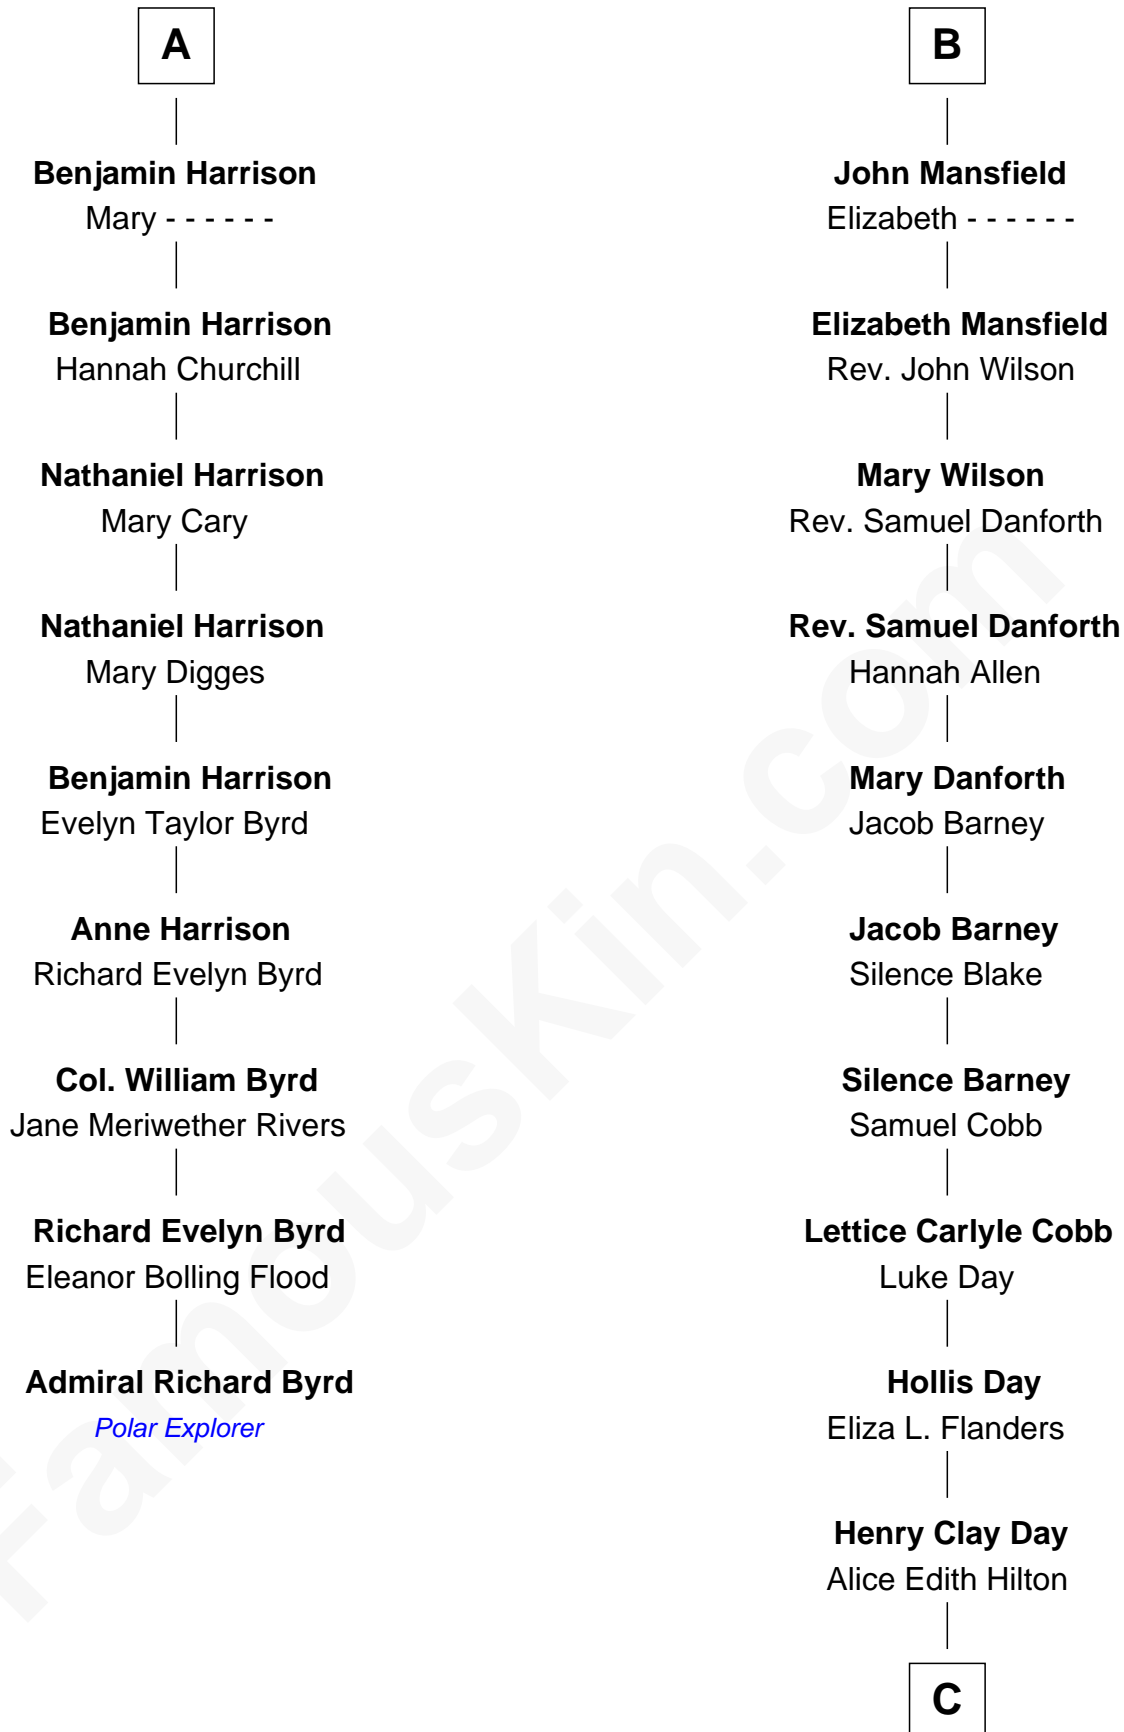 A
Benjamin Harrison
Mary - - - - - -
Benjamin Harrison
Hannah Churchill
Nathaniel Harrison
Mary Cary
Nathaniel Harrison
Mary Digges
Benjamin Harrison
Evelyn Taylor Byrd
Anne Harrison
Richard Evelyn Byrd
Col. William Byrd
Jane Meriwether Rivers
Richard Evelyn Byrd
Eleanor Bolling Flood
Admiral Richard Byrd
Polar Explorer
B
John Mansfield
Elizabeth - - - - - -
Elizabeth Mansfield
Rev. John Wilson
Mary Wilson
Rev. Samuel Danforth
Rev. Samuel Danforth
Hannah Allen
Mary Danforth
Jacob Barney
Jacob Barney
Silence Blake
Silence Barney
Samuel Cobb
Lettice Carlyle Cobb
Luke Day
Hollis Day
Eliza L. Flanders
Henry Clay Day
Alice Edith Hilton
C
FamousKin.com